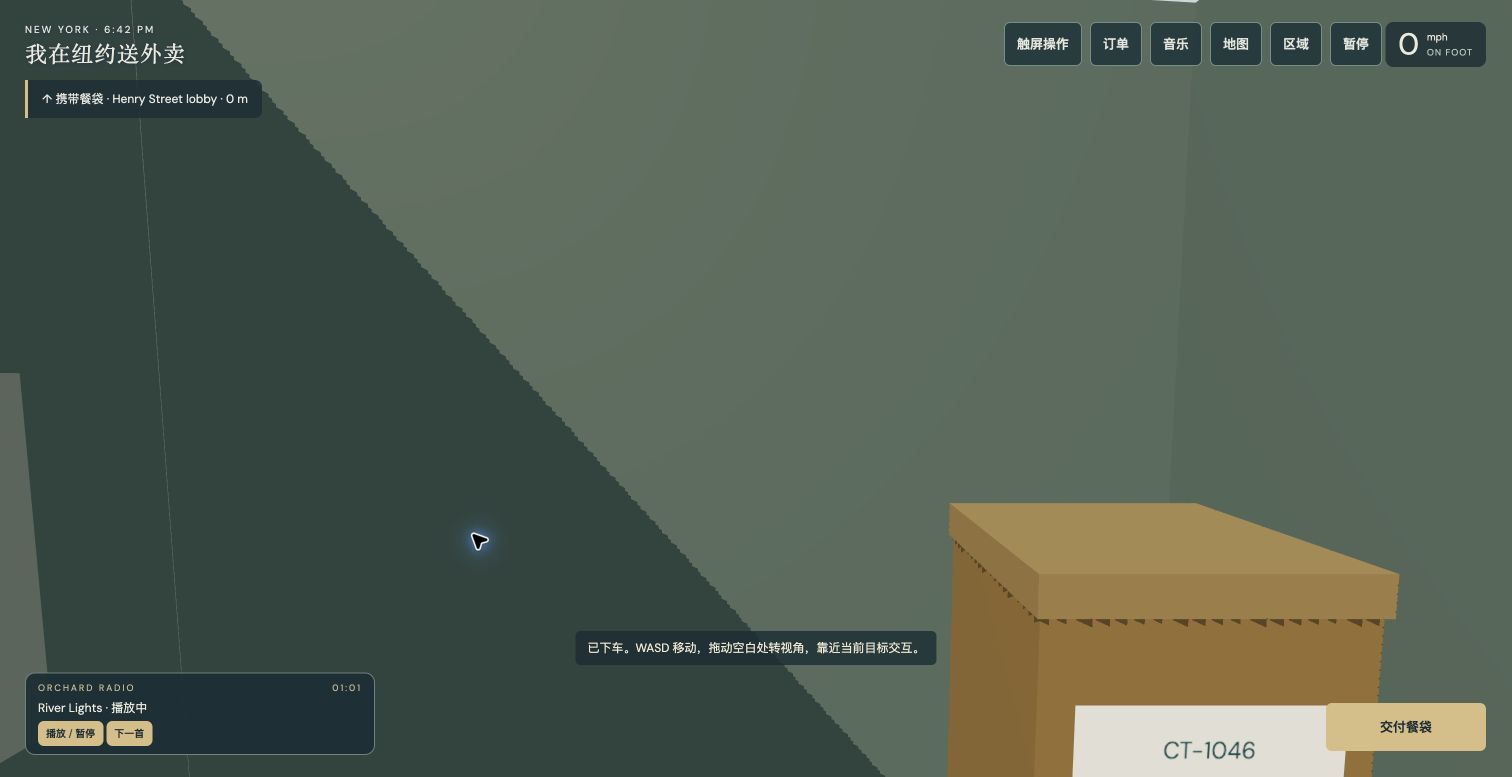 NEW YORK · 6:42 PM
我在纽约送外卖
↑ 携带餐袋 · Henry Street lobby · 0 m
触屏操作
订单
音乐
地图
区域
暂停
0 mph
ON FOOT
已下车。WASD 移动，拖动空白处转视角，靠近当前目标交互。
ORCHARD RADIO 01:01
River Lights · 播放中
播放 / 暂停 下一首
交付餐袋
CT-1046